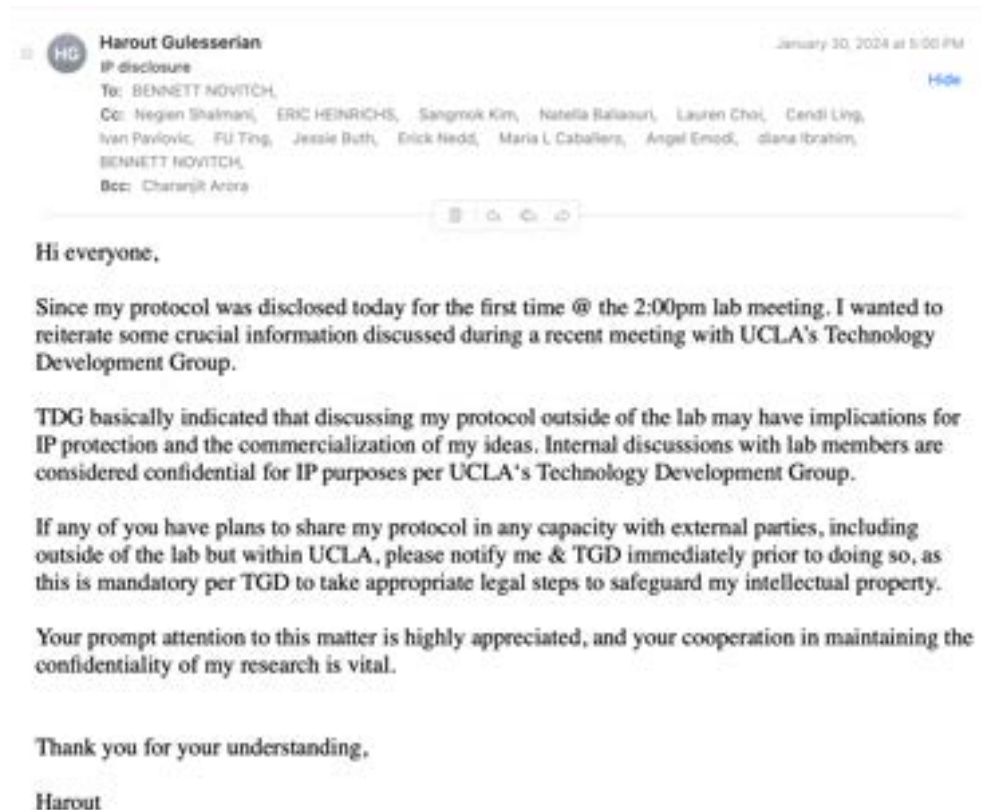 HG
Harout Gulesserian
January 30, 2024 at 5:00 PM
IP disclosure
Hide
To: BENNETT NOVITCH,
Cc: Negien Shalmani, ERIC HEINRICHS, Sangmok Kim, Natella Baliaouri, Lauren Choi, Cendi Ling,
Ivan Pavlovic, FU Ting, Jessie Buth, Erick Nedd, Maria L Caballero, Angel Emodi, diana Ibrahim,
BENNETT NOVITCH,
Bcc: Charanjit Arora
Hi everyone,
Since my protocol was disclosed today for the first time @ the 2:00pm lab meeting. I wanted to
reiterate some crucial information discussed during a recent meeting with UCLA's Technology
Development Group.
TDG basically indicated that discussing my protocol outside of the lab may have implications for
IP protection and the commercialization of my ideas. Internal discussions with lab members are
considered confidential for IP purposes per UCLA's Technology Development Group.
If any of you have plans to share my protocol in any capacity with external parties, including
outside of the lab but within UCLA, please notify me & TGD immediately prior to doing so, as
this is mandatory per TGD to take appropriate legal steps to safeguard my intellectual property.
Your prompt attention to this matter is highly appreciated, and your cooperation in maintaining the
confidentiality of my research is vital.
Thank you for your understanding,
Harout